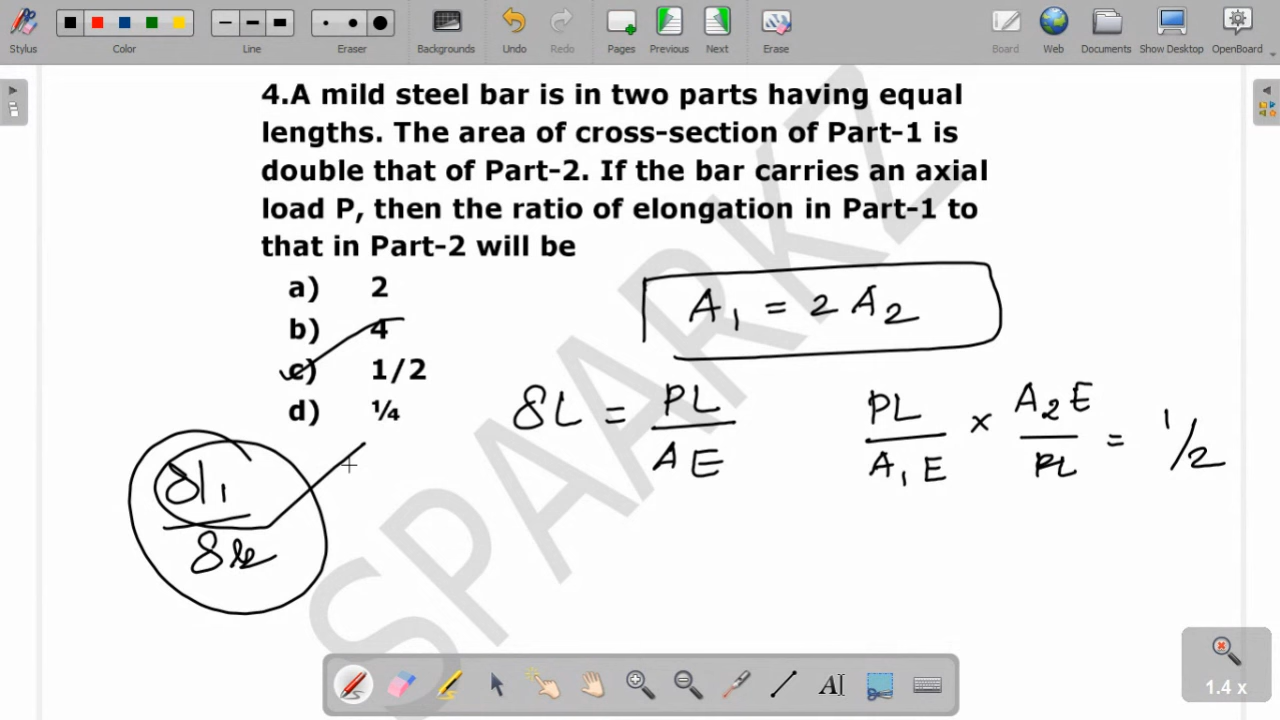 Stylus Color Line Eraser Backgrounds Undo Redo Pages Previous Next Erase Board Web Documents Show Desktop OpenBoard
4.A mild steel bar is in two parts having equal
lengths. The area of cross-section of Part-1 is
double that of Part-2. If the bar carries an axial
load P, then the ratio of elongation in Part-1 to
that in Part-2 will be
a) 2
b) 4
c) 1/2
d) ¼
A₁ = 2 A₂
δL = PL / AE
PL / A₁E × A₂E / PL = 1/2
δl₁
δl₂
SPAARKZ
AI
1.4 x